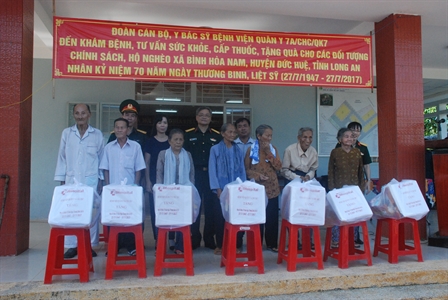 ĐOÀN CÁN BỘ, Y BÁC SỸ BỆNH VIỆN QUÂN Y 7A/CHC/QK7
ĐẾN KHÁM BỆNH, TƯ VẤN SỨC KHỎE, CẤP THUỐC, TẶNG QUÀ CHO CÁC ĐỐI TƯỢNG
CHÍNH SÁCH, HỘ NGHÈO XÃ BÌNH HÒA NAM, HUYỆN ĐỨC HUỆ, TỈNH LONG AN
NHÂN KỶ NIỆM 70 NĂM NGÀY THƯƠNG BINH, LIỆT SỸ (27/7/1947 - 27/7/2017)